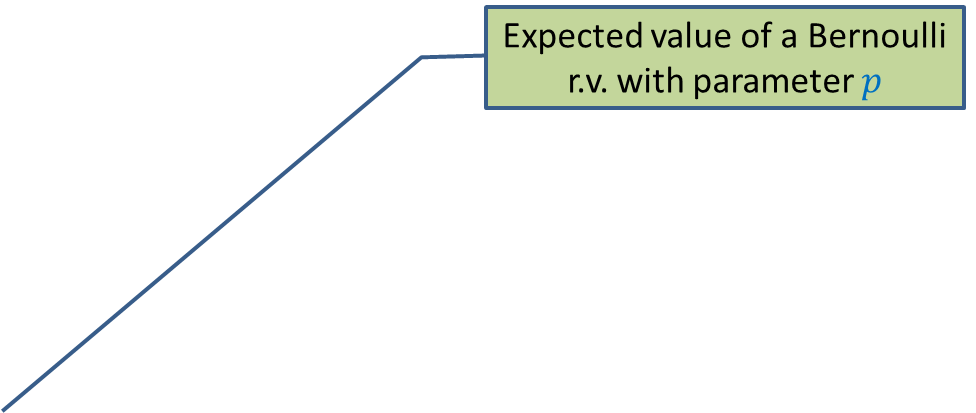 Expected value of a Bernoulli
r.v. with parameter p